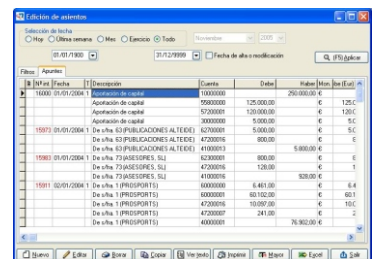 Edición de asientos
Selección de fecha
Hoy Última semana Mes Ejercicio Todo Noviembre 2005
01/01/1900 31/12/9999 Fecha de alta o modificación (F5) Aplicar
Filtros Apuntes
Nº Int Fecha T Descripción Cuenta Debe Haber Mon.
16000 01/01/2004 1 Aportación de capital 10000000 250.000,00 €
Aportación de capital 55800000 125.000,00 €
Aportación de capital 57200001 120.000,00 €
Aportación de capital 30000000 5.000,00 €
15973 01/01/2004 1 De s/fra. 63 (PUBLICACIONES ALTEIDE) 62700001 5.000,00 €
De s/fra. 63 (PUBLICACIONES ALTEIDE) 47200016 800,00 €
De s/fra. 63 (PUBLICACIONES ALTEIDE) 41000013 5.800,00 €
15983 01/01/2004 1 De s/fra. 73 (ASESORES, SL) 62300001 800,00 €
De s/fra. 73 (ASESORES, SL) 47200016 128,00 €
De s/fra. 73 (ASESORES, SL) 41000016 928,00 €
15911 02/01/2004 1 De s/fra. 1 (PROSPORTS) 60000000 6.461,00 €
De s/fra. 1 (PROSPORTS) 60000001 60.102,00 €
De s/fra. 1 (PROSPORTS) 47200016 10.097,00 €
De s/fra. 1 (PROSPORTS) 47200007 241,00 €
De s/fra. 1 (PROSPORTS) 40000001 76.902,00 €
Nuevo Editar Borrar Copiar Ver texto Imprimir Mayor Excel Salir